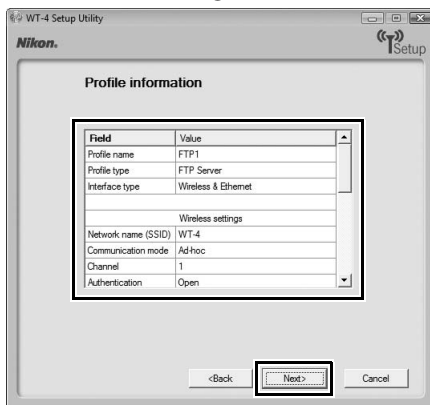 WT-4 Setup Utility
Nikon.
Setup
Profile information
Field Value
Profile name FTP1
Profile type FTP Server
Interface type Wireless & Ethernet
Wireless settings
Network name (SSID) WT-4
Communication mode Ad-hoc
Channel 1
Authentication Open
<Back Next> Cancel